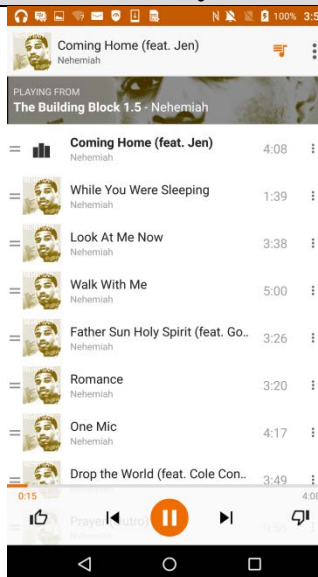 100% 3:5
Coming Home (feat. Jen)
Nehemiah
PLAYING FROM
The Building Block 1.5 - Nehemiah
Coming Home (feat. Jen)
4:08
Nehemiah
While You Were Sleeping
1:39
Nehemiah
Look At Me Now
3:38
Nehemiah
Walk With Me
5:00
Nehemiah
Father Sun Holy Spirit (feat. Go..
3:26
Nehemiah
Romance
3:20
Nehemiah
One Mic
4:17
Nehemiah
Drop the World (feat. Cole Con..
3:49
Nehemiah
0:15
4:08
Prayer (Outro)